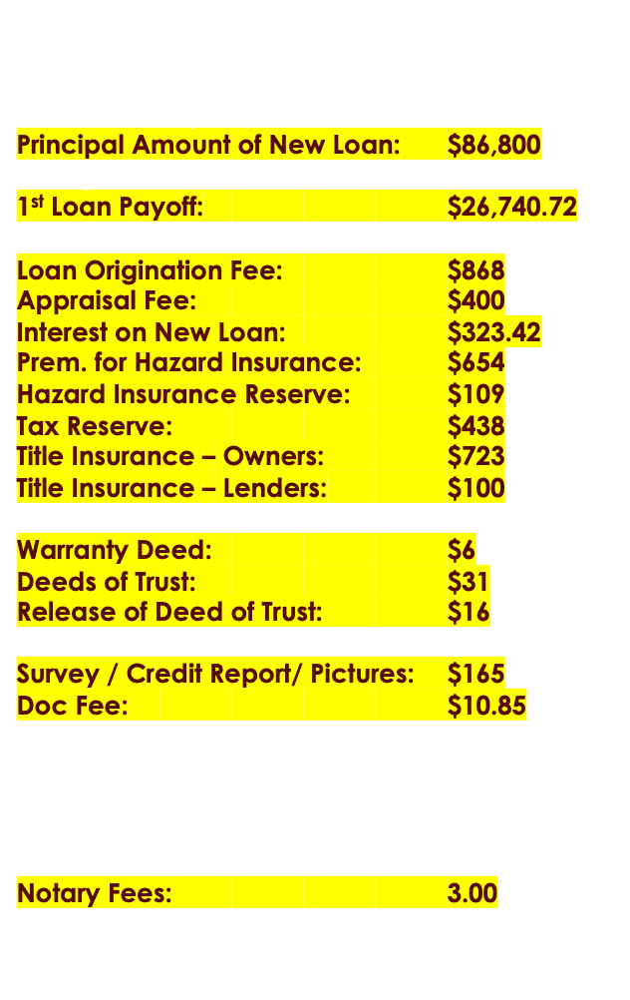 Principal Amount of New Loan: $86,800
1st Loan Payoff: $26,740.72
Loan Origination Fee: $868
Appraisal Fee: $400
Interest on New Loan: $323.42
Prem. for Hazard Insurance: $654
Hazard Insurance Reserve: $109
Tax Reserve: $438
Title Insurance – Owners: $723
Title Insurance – Lenders: $100
Warranty Deed: $6
Deeds of Trust: $31
Release of Deed of Trust: $16
Survey / Credit Report/ Pictures: $165
Doc Fee: $10.85
Notary Fees: 3.00